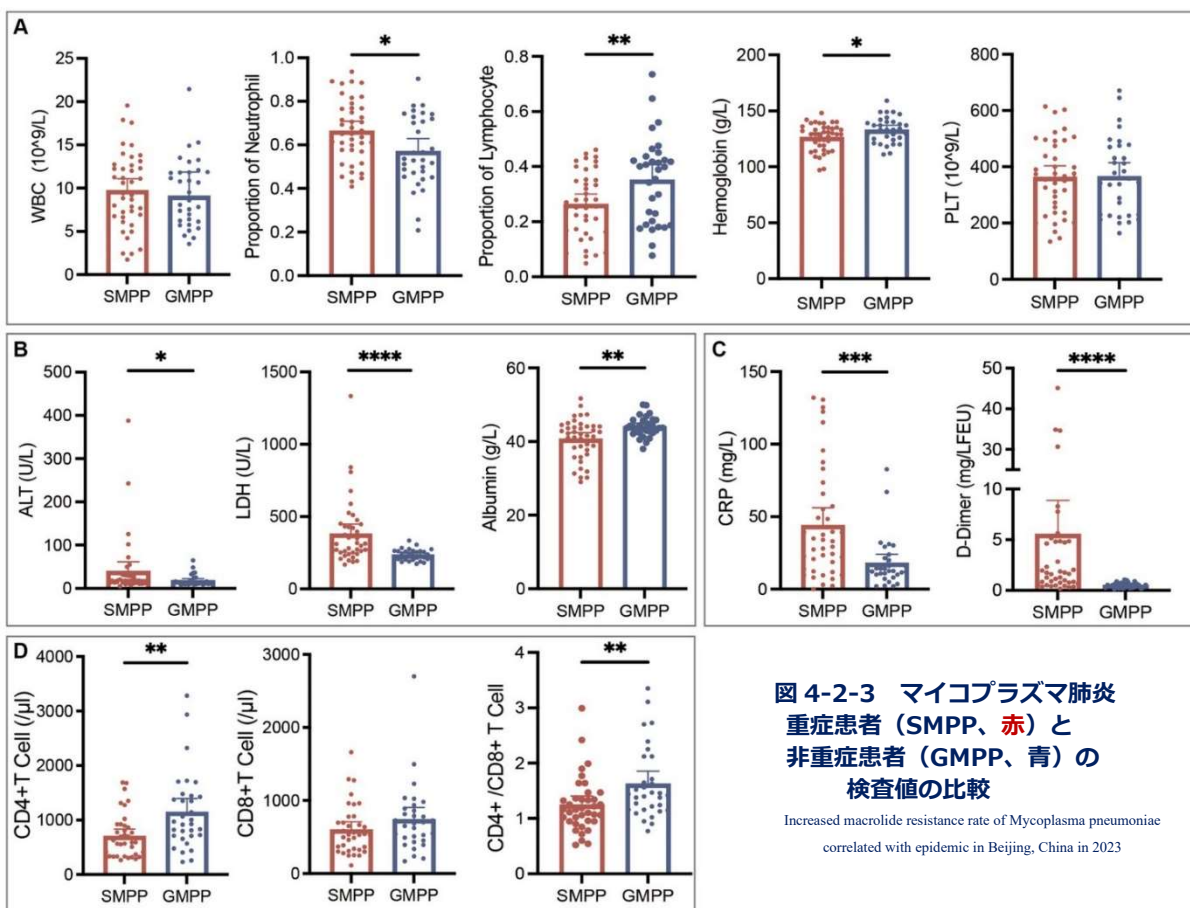 A
*
**
*
WBC (10^9/L)
25
20
15
10
5
0
SMPP GMPP
Proportion of Neutrophil
1.0
0.8
0.6
0.4
0.2
0.0
SMPP GMPP
Proportion of Lymphocyte
0.8
0.6
0.4
0.2
0.0
SMPP GMPP
Hemoglobin (g/L)
200
150
100
50
0
SMPP GMPP
PLT (10^9/L)
800
600
400
200
0
SMPP GMPP
B
*
****
**
ALT (U/L)
500
400
300
200
100
0
SMPP GMPP
LDH (U/L)
1500
1000
500
0
SMPP GMPP
Albumin (g/L)
60
40
20
0
SMPP GMPP
C
***
****
CRP (mg/L)
150
100
50
0
SMPP GMPP
D-Dimer (mg/LFEU)
50
40
30
10
5
0
SMPP GMPP
D
**
**
CD4+T Cell (/μl)
4000
3000
2000
1000
0
SMPP GMPP
CD8+T Cell (/μl)
3000
2000
1000
0
SMPP GMPP
CD4+ /CD8+ T Cell
4
3
2
1
0
SMPP GMPP
図 4-2-3 マイコプラズマ肺炎
重症患者（SMPP、赤）と
非重症患者（GMPP、青）の
検査値の比較
Increased macrolide resistance rate of Mycoplasma pneumoniae
correlated with epidemic in Beijing, China in 2023